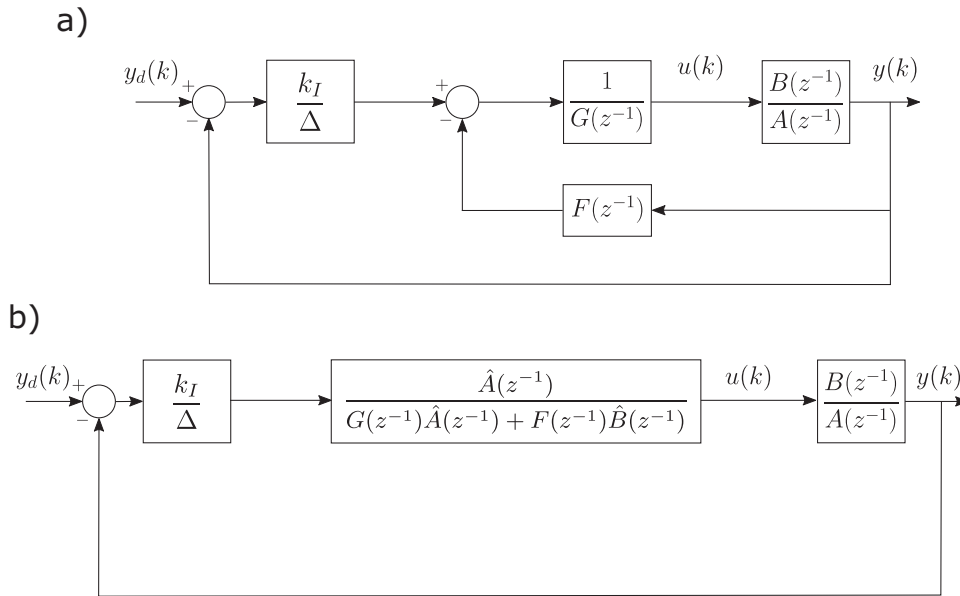 a)
y_d(k)
+
−
k_I
Δ
+
−
1
G(z^{-1})
u(k)
B(z^{-1})
A(z^{-1})
y(k)
F(z^{-1})
b)
y_d(k)
+
−
k_I
Δ
Â(z^{-1})
G(z^{-1})Â(z^{-1}) + F(z^{-1})B̂(z^{-1})
u(k)
B(z^{-1})
A(z^{-1})
y(k)